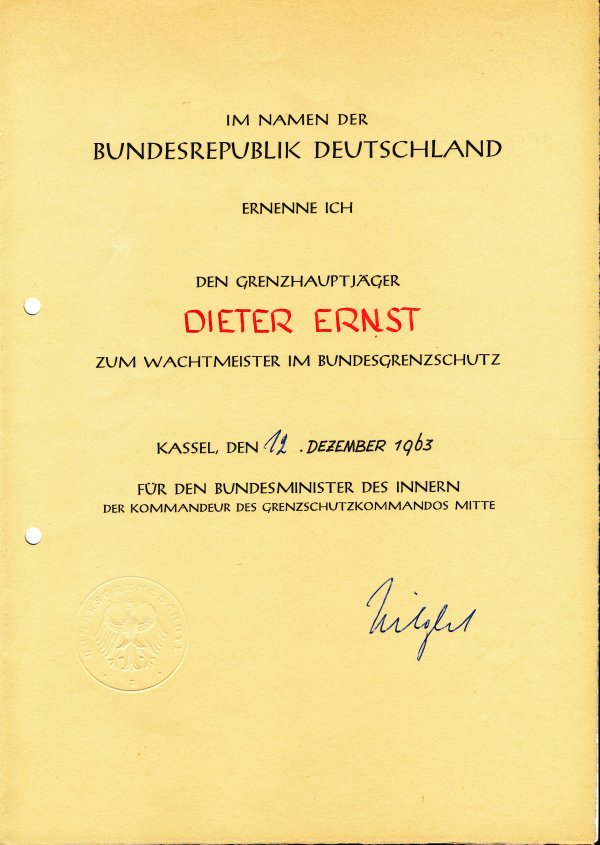 IM NAMEN DER
BUNDESREPUBLIK DEUTSCHLAND
ERNENNE ICH
DEN GRENZHAUPTJÄGER
DIETER ERNST
ZUM WACHTMEISTER IM BUNDESGRENZSCHUTZ
KASSEL, DEN 12. DEZEMBER 1963
FÜR DEN BUNDESMINISTER DES INNERN
DER KOMMANDEUR DES GRENZSCHUTZKOMMANDOS MITTE